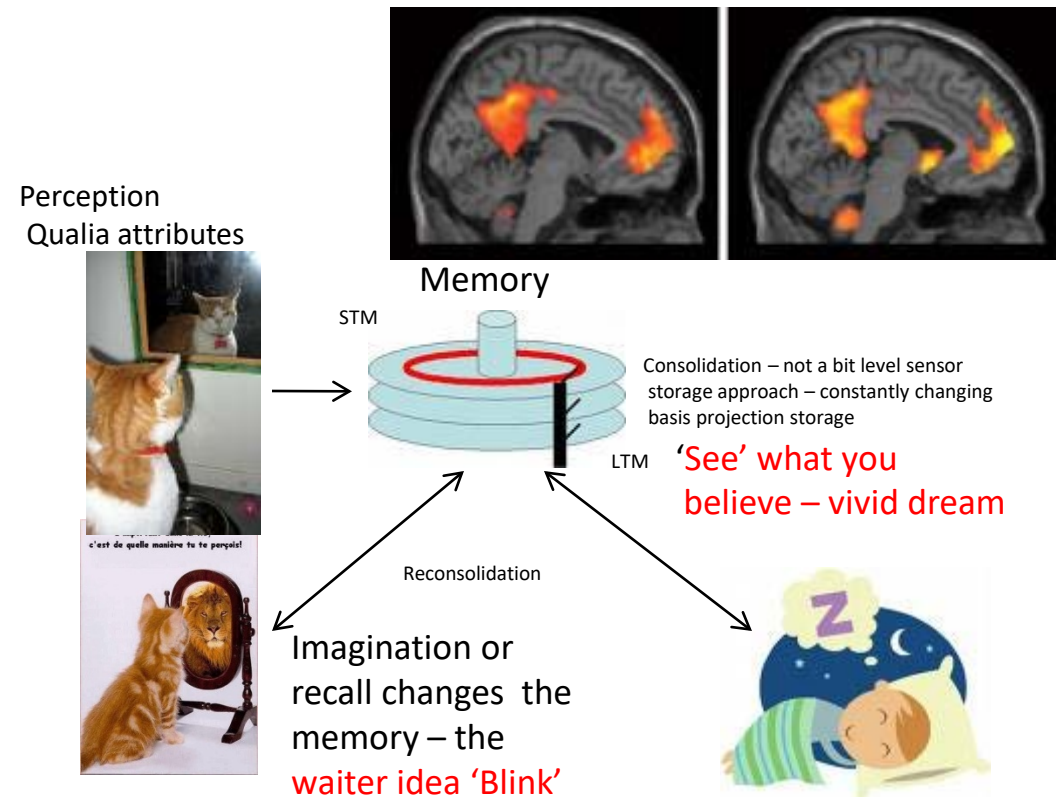 Perception
Qualia attributes
Memory
STM
Consolidation – not a bit level sensor
storage approach – constantly changing
basis projection storage
LTM
‘See’ what you
believe – vivid dream
c'est de quelle manière tu te perçois!
Reconsolidation
Imagination or
recall changes the
memory – the
waiter idea ‘Blink’
Z